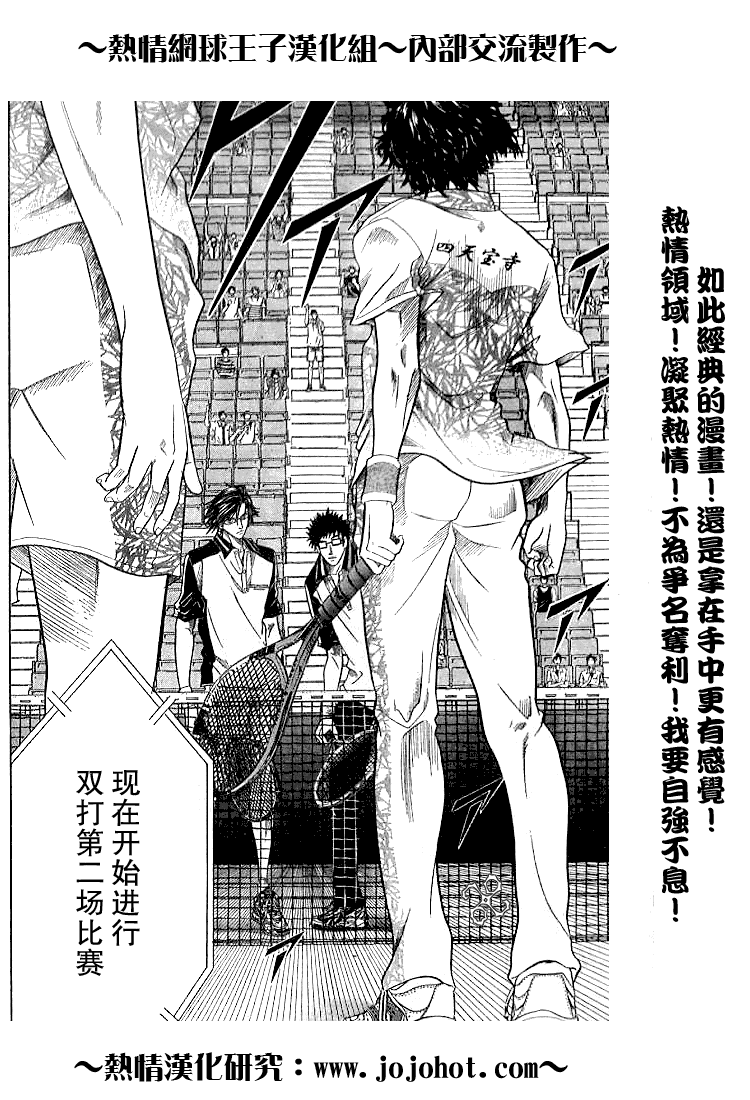 ～熱情網球王子漢化組～內部交流製作～
如此經典的漫畫！還是拿在手中更有感覺！
熱情領域！凝聚熱情！不為爭名奪利！我要自強不息！
四天宝寺
现在开始进行
双打第二场比赛
～熱情漢化研究：www.jojohot.com～